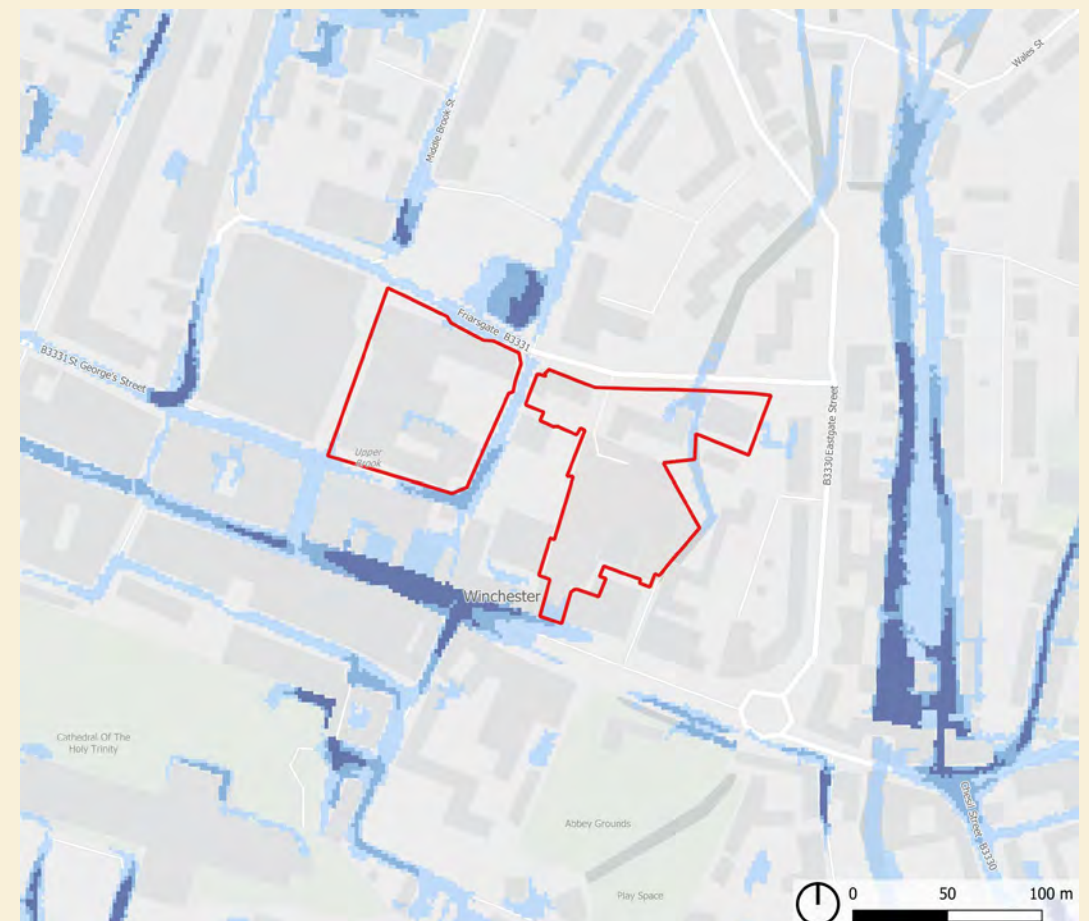 Wales St
Middle Brook St
Friarsgate B3331
B3331 St George's Street
B3330 Eastgate Street
Upper
Brook
Winchester
Cathedral Of The
Holy Trinity
Abbey Grounds
Chesil Street B3330
Play Space
0 50 100 m